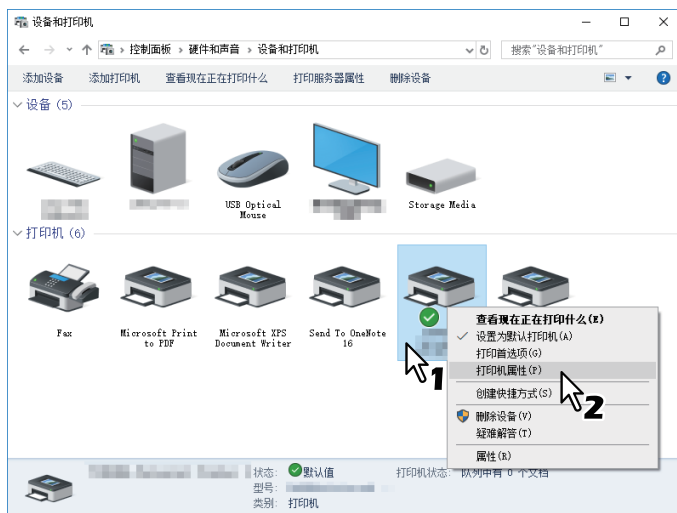 设备和打印机
控制面板 › 硬件和声音 › 设备和打印机
搜索"设备和打印机"
添加设备 添加打印机 查看现在正在打印什么 打印服务器属性 删除设备
设备 (5)
USB Optical
Mouse
Storage Media
打印机 (6)
Fax
Microsoft Print
to PDF
Microsoft XPS
Document Writer
Send To OneNote
16
查看现在正在打印什么(E)
设置为默认打印机(A)
打印首选项(G)
打印机属性(P)
创建快捷方式(S)
删除设备(V)
疑难解答(T)
属性(R)
1
2
状态: 默认值 打印机状态: 队列中有 0 个文档
型号:
类别: 打印机